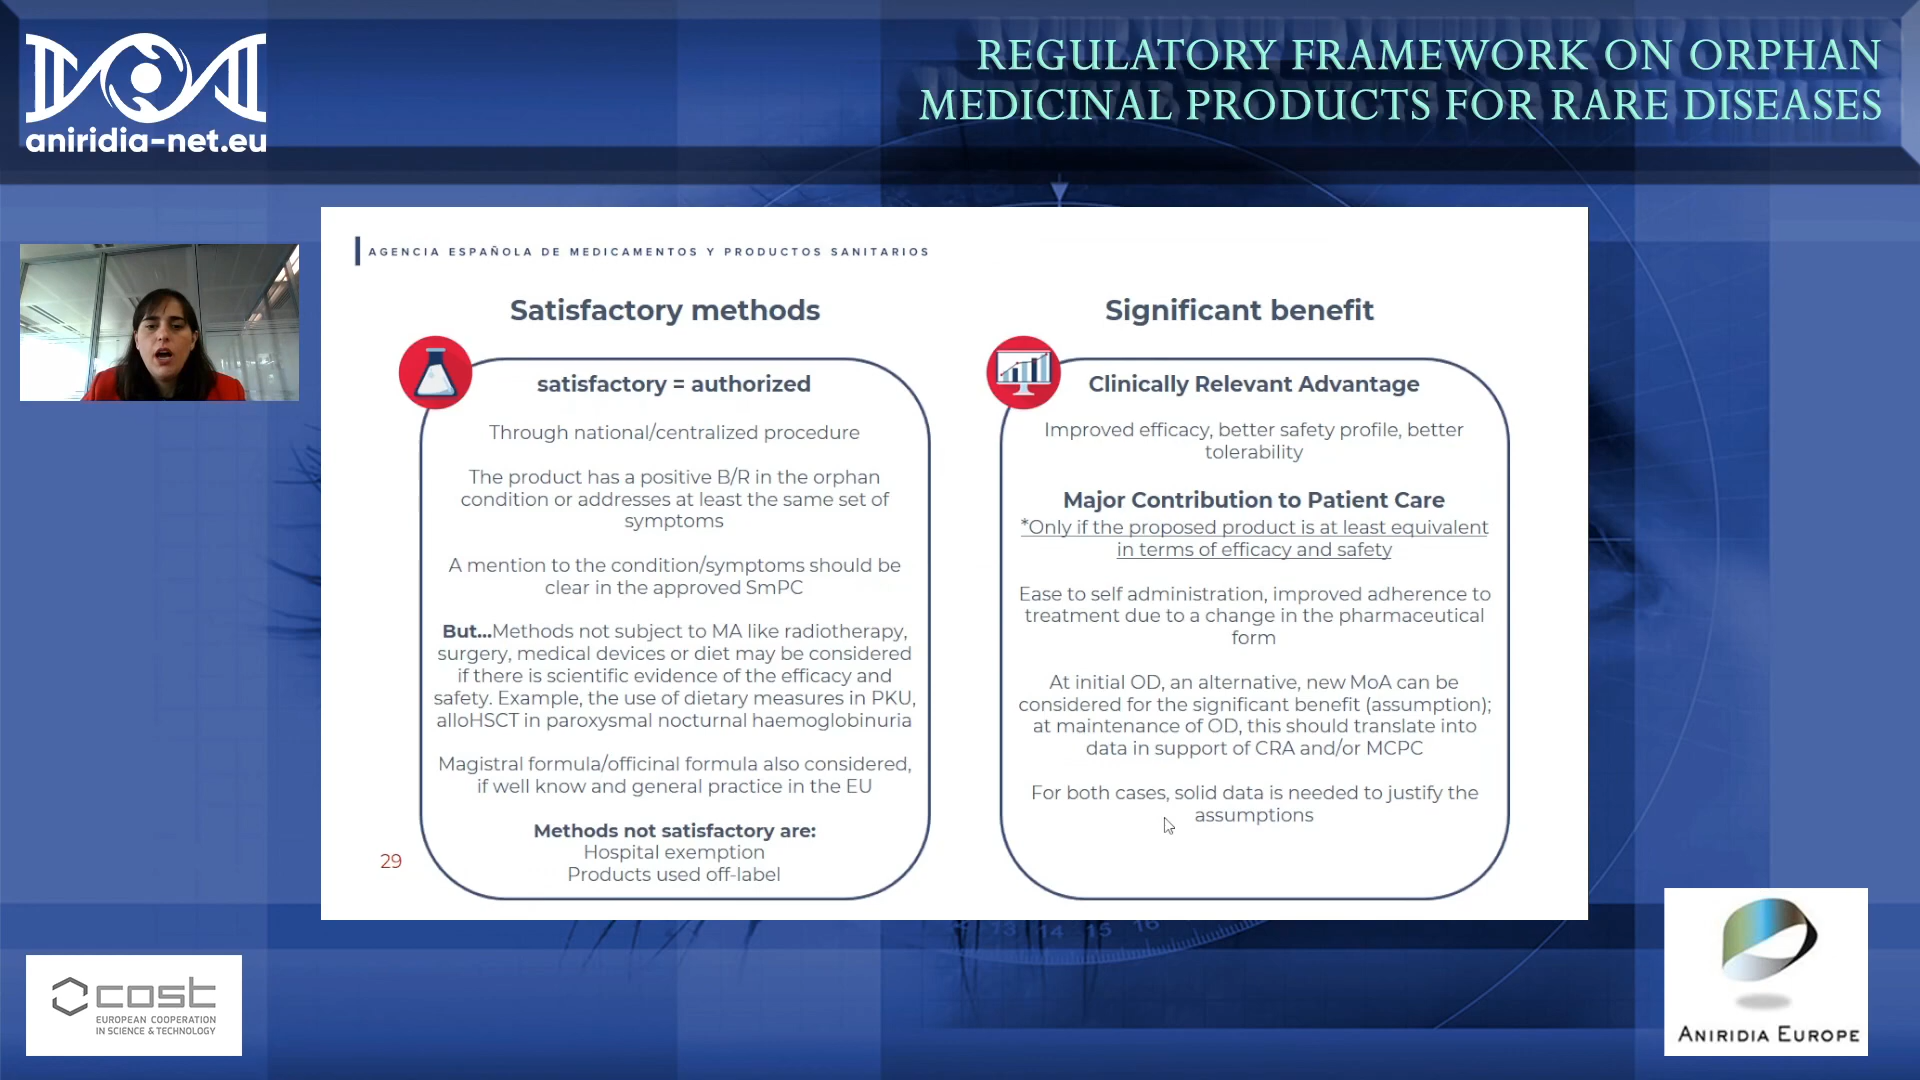 aniridia-net.eu
REGULATORY FRAMEWORK ON ORPHAN
MEDICINAL PRODUCTS FOR RARE DISEASES
AGENCIA ESPAÑOLA DE MEDICAMENTOS Y PRODUCTOS SANITARIOS
Satisfactory methods
satisfactory = authorized
Through national/centralized procedure
The product has a positive B/R in the orphan
condition or addresses at least the same set of
symptoms
A mention to the condition/symptoms should be
clear in the approved SmPC
But...Methods not subject to MA like radiotherapy,
surgery, medical devices or diet may be considered
if there is scientific evidence of the efficacy and
safety. Example, the use of dietary measures in PKU,
alloHSCT in paroxysmal nocturnal haemoglobinuria
Magistral formula/officinal formula also considered,
if well know and general practice in the EU
Methods not satisfactory are:
Hospital exemption
Products used off-label
29
Significant benefit
Clinically Relevant Advantage
Improved efficacy, better safety profile, better
tolerability
Major Contribution to Patient Care
*Only if the proposed product is at least equivalent
in terms of efficacy and safety
Ease to self administration, improved adherence to
treatment due to a change in the pharmaceutical
form
At initial OD, an alternative, new MoA can be
considered for the significant benefit (assumption);
at maintenance of OD, this should translate into
data in support of CRA and/or MCPC
For both cases, solid data is needed to justify the
assumptions
13 14 15 16
cost
EUROPEAN COOPERATION
IN SCIENCE & TECHNOLOGY
ANIRIDIA EUROPE